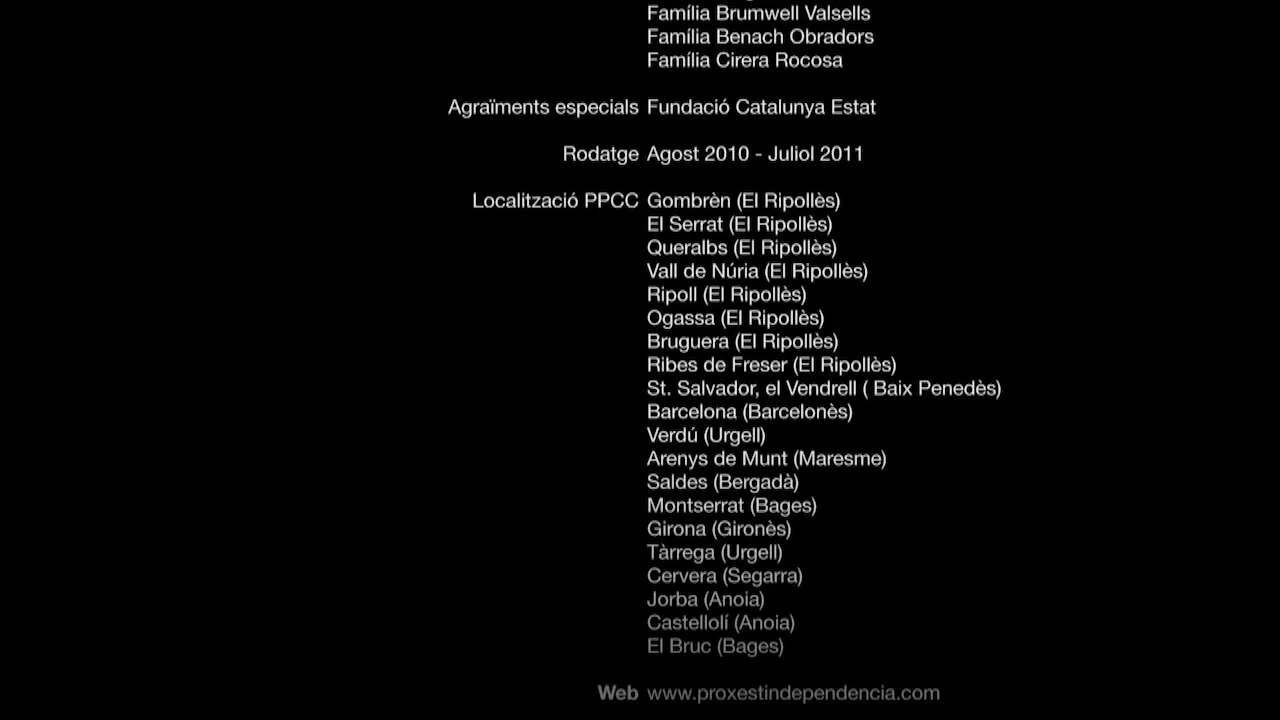 Família Brumwell Valsells
Família Benach Obradors
Família Cirera Rocosa
Agraïments especials Fundació Catalunya Estat
Rodatge Agost 2010 - Juliol 2011
Localització PPCC Gombrèn (El Ripollès)
El Serrat (El Ripollès)
Queralbs (El Ripollès)
Vall de Núria (El Ripollès)
Ripoll (El Ripollès)
Ogassa (El Ripollès)
Bruguera (El Ripollès)
Ribes de Freser (El Ripollès)
St. Salvador, el Vendrell ( Baix Penedès)
Barcelona (Barcelonès)
Verdú (Urgell)
Arenys de Munt (Maresme)
Saldes (Bergadà)
Montserrat (Bages)
Girona (Gironès)
Tàrrega (Urgell)
Cervera (Segarra)
Jorba (Anoia)
Castellolí (Anoia)
El Bruc (Bages)
Web www.proxestindependencia.com